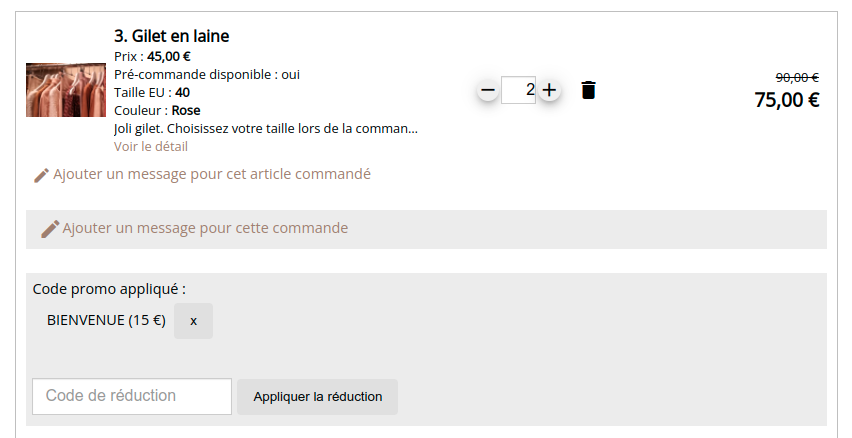 3. Gilet en laine
Prix : 45,00 €
Pré-commande disponible : oui
Taille EU : 40
Couleur : Rose
Joli gilet. Choisissez votre taille lors de la comman...
Voir le détail
2
90,00 €
75,00 €
Ajouter un message pour cet article commandé
Ajouter un message pour cette commande
Code promo appliqué :
BIENVENUE (15 €) x
Code de réduction
Appliquer la réduction